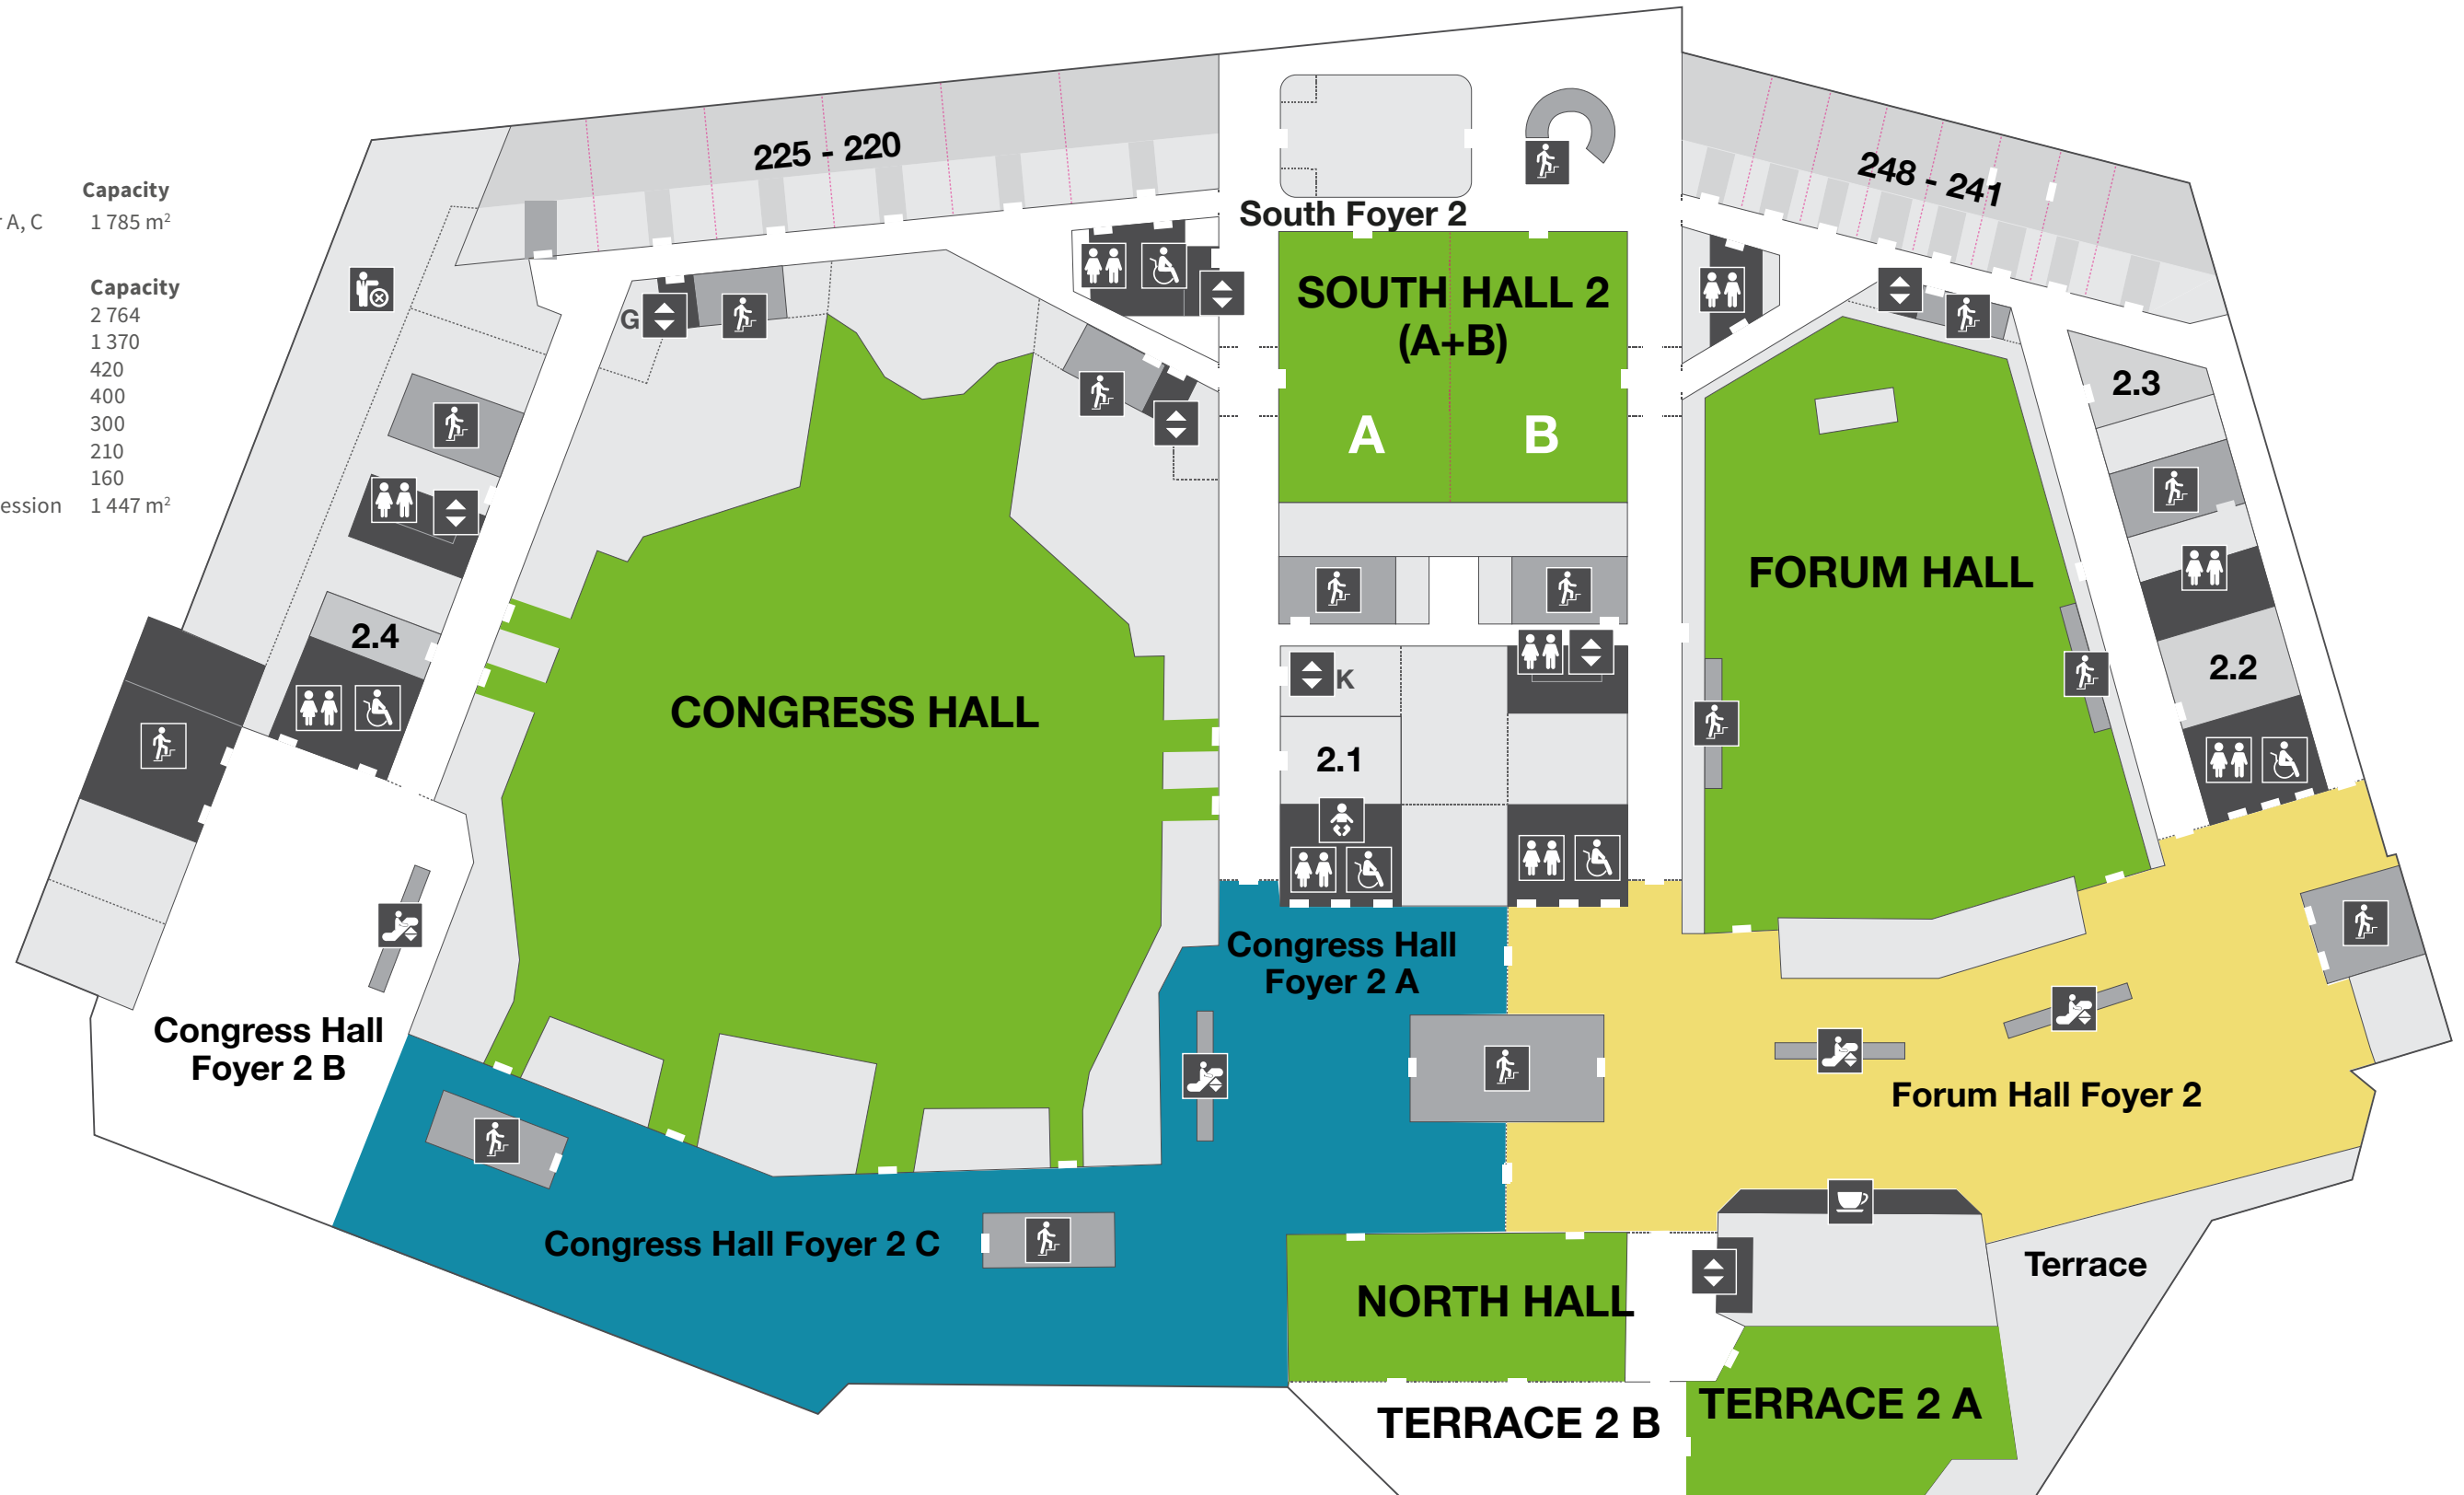 Capacity
r A, C 1 785 m²
Capacity
2 764
1 370
420
400
300
210
160
ession 1 447 m²
225 - 220
248 - 241
South Foyer 2
SOUTH HALL 2
(A+B)
A B
G
2.3
FORUM HALL
2.4
K
2.2
CONGRESS HALL
2.1
Congress Hall
Foyer 2 A
Congress Hall
Foyer 2 B
Forum Hall Foyer 2
Congress Hall Foyer 2 C
Terrace
NORTH HALL
TERRACE 2 A
TERRACE 2 B